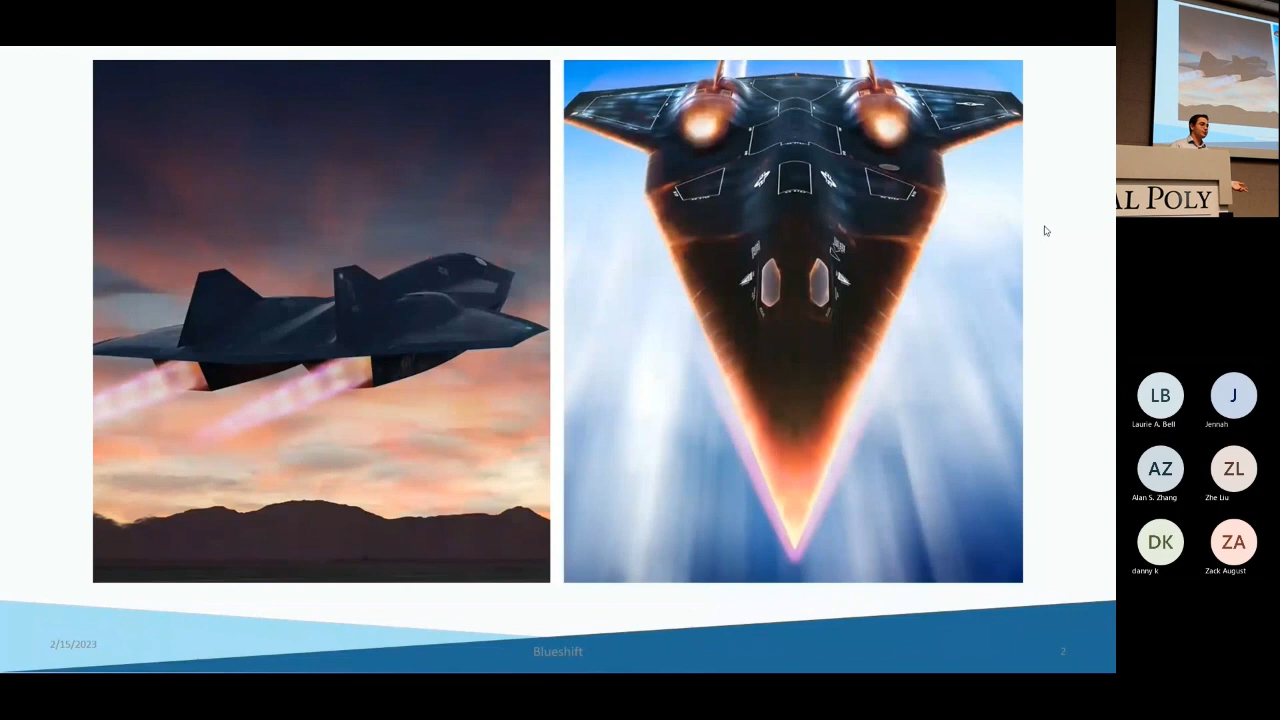 2/15/2023
Blueshift
2
AL POLY
LB
Laurie A. Bell
J
Jennah
AZ
Alan S. Zhang
ZL
Zhe Liu
DK
danny k
ZA
Zack August